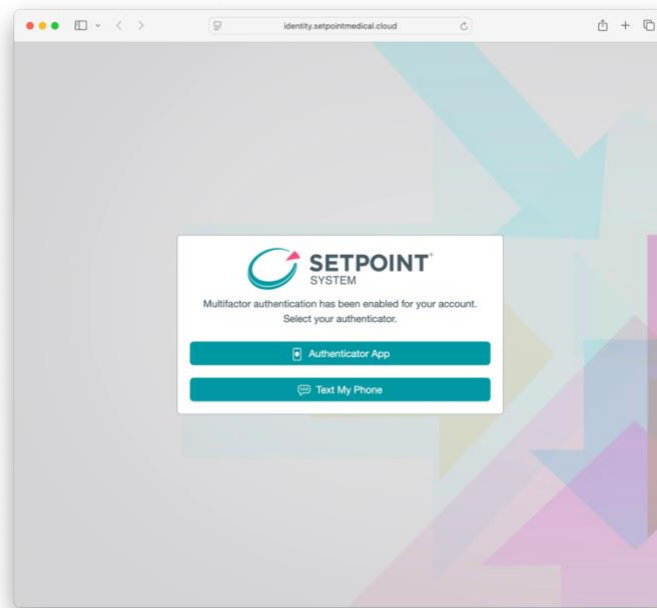 identity.setpointmedical.cloud
SETPOINT®
SYSTEM
Multifactor authentication has been enabled for your account.
Select your authenticator.
Authenticator App
Text My Phone